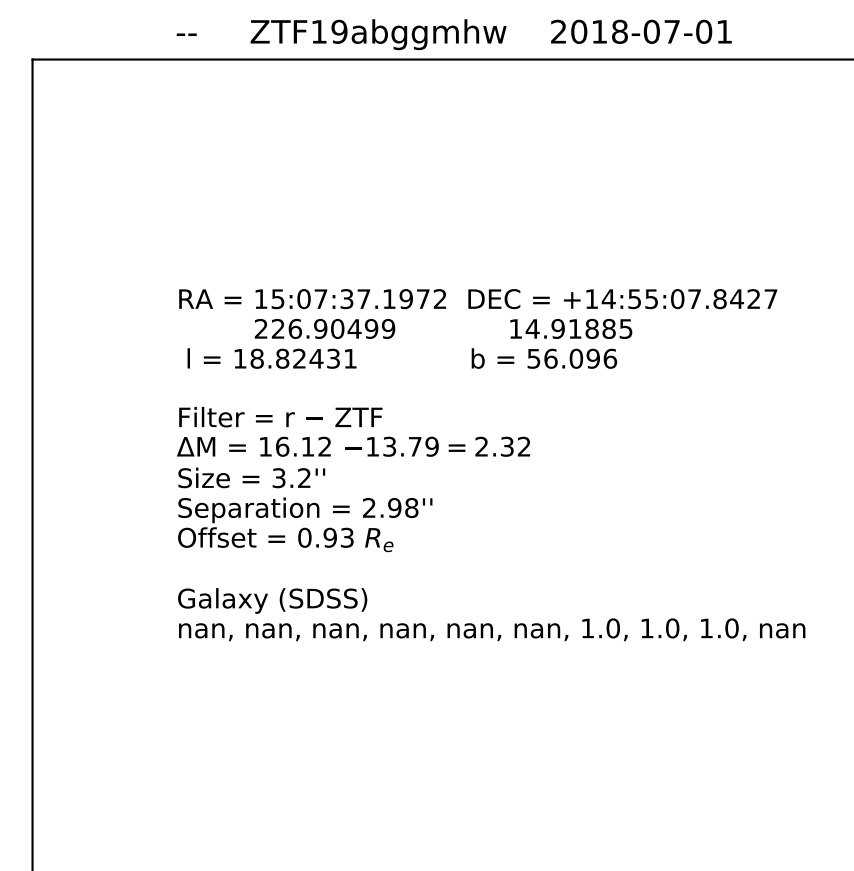 -- ZTF19abggmhw 2018-07-01
RA = 15:07:37.1972 DEC = +14:55:07.8427
226.90499 14.91885
l = 18.82431 b = 56.096
Filter = r − ZTF
ΔM = 16.12 −13.79 = 2.32
Size = 3.2''
Separation = 2.98''
Offset = 0.93 Re
Galaxy (SDSS)
nan, nan, nan, nan, nan, nan, 1.0, 1.0, 1.0, nan